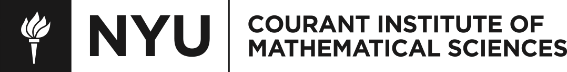 NYU
COURANT INSTITUTE OF
MATHEMATICAL SCIENCES